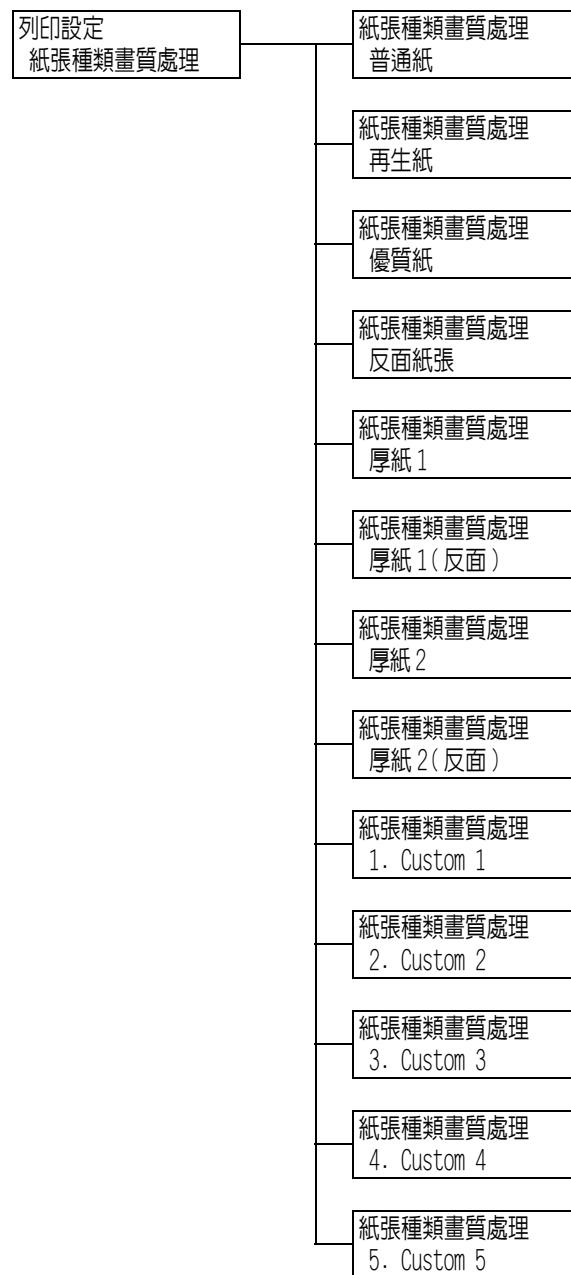 列印設定
紙張種類畫質處理
紙張種類畫質處理
普通紙
紙張種類畫質處理
再生紙
紙張種類畫質處理
優質紙
紙張種類畫質處理
反面紙張
紙張種類畫質處理
厚紙1
紙張種類畫質處理
厚紙1(反面)
紙張種類畫質處理
厚紙2
紙張種類畫質處理
厚紙2(反面)
紙張種類畫質處理
1. Custom 1
紙張種類畫質處理
2. Custom 2
紙張種類畫質處理
3. Custom 3
紙張種類畫質處理
4. Custom 4
紙張種類畫質處理
5. Custom 5